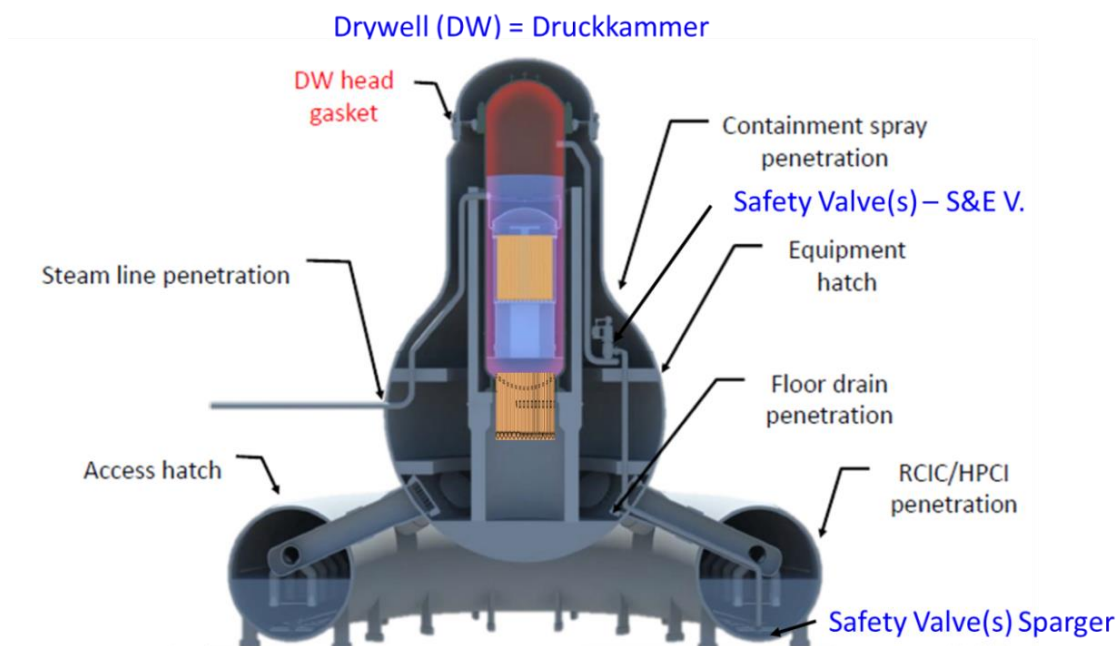 Drywell (DW) = Druckkammer
DW head
gasket
Containment spray
penetration
Safety Valve(s) – S&E V.
Equipment
hatch
Steam line penetration
Floor drain
penetration
Access hatch
RCIC/HPCI
penetration
Safety Valve(s) Sparger